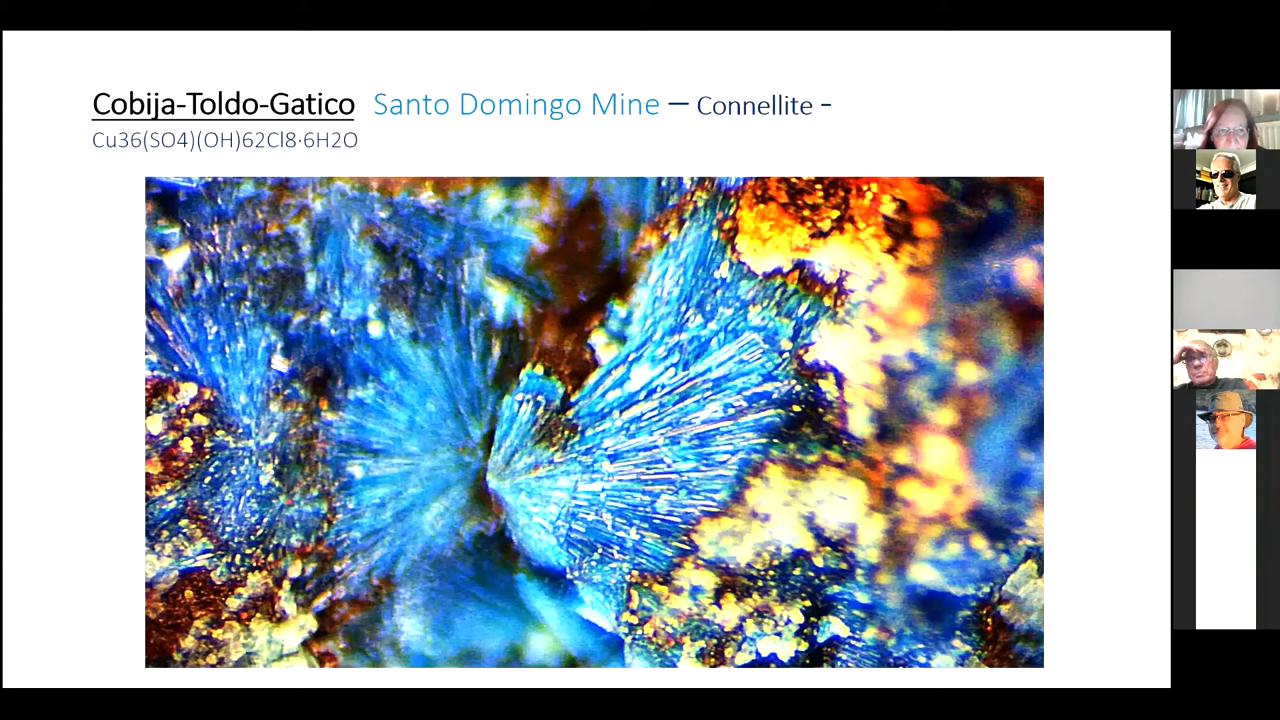 Cobija-Toldo-Gatico Santo Domingo Mine – Connellite -
Cu36(SO4)(OH)62Cl8·6H2O